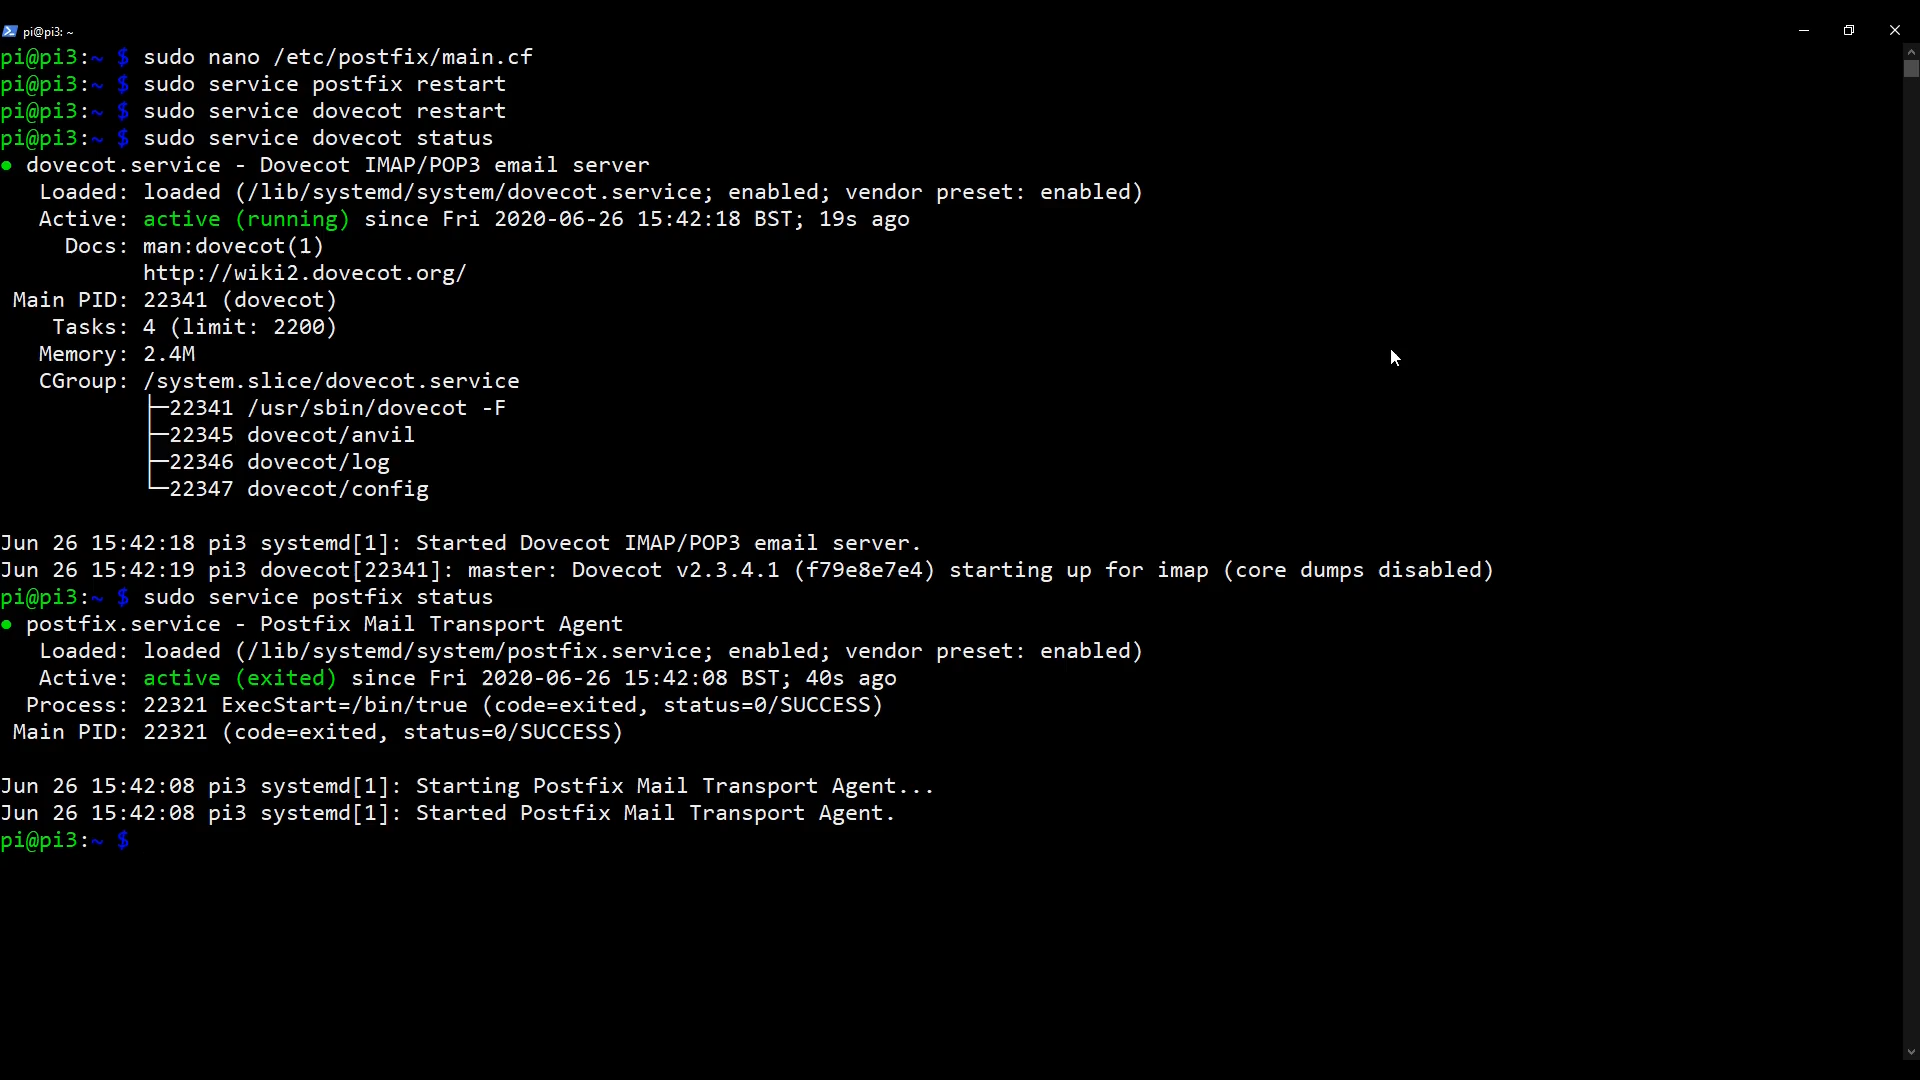 pi@pi3: ~
pi@pi3:~ $ sudo nano /etc/postfix/main.cf
pi@pi3:~ $ sudo service postfix restart
pi@pi3:~ $ sudo service dovecot restart
pi@pi3:~ $ sudo service dovecot status
● dovecot.service - Dovecot IMAP/POP3 email server
   Loaded: loaded (/lib/systemd/system/dovecot.service; enabled; vendor preset: enabled)
   Active: active (running) since Fri 2020-06-26 15:42:18 BST; 19s ago
     Docs: man:dovecot(1)
           http://wiki2.dovecot.org/
 Main PID: 22341 (dovecot)
    Tasks: 4 (limit: 2200)
   Memory: 2.4M
   CGroup: /system.slice/dovecot.service
           ├─22341 /usr/sbin/dovecot -F
           ├─22345 dovecot/anvil
           ├─22346 dovecot/log
           └─22347 dovecot/config
Jun 26 15:42:18 pi3 systemd[1]: Started Dovecot IMAP/POP3 email server.
Jun 26 15:42:19 pi3 dovecot[22341]: master: Dovecot v2.3.4.1 (f79e8e7e4) starting up for imap (core dumps disabled)
pi@pi3:~ $ sudo service postfix status
● postfix.service - Postfix Mail Transport Agent
   Loaded: loaded (/lib/systemd/system/postfix.service; enabled; vendor preset: enabled)
   Active: active (exited) since Fri 2020-06-26 15:42:08 BST; 40s ago
  Process: 22321 ExecStart=/bin/true (code=exited, status=0/SUCCESS)
 Main PID: 22321 (code=exited, status=0/SUCCESS)
Jun 26 15:42:08 pi3 systemd[1]: Starting Postfix Mail Transport Agent...
Jun 26 15:42:08 pi3 systemd[1]: Started Postfix Mail Transport Agent.
pi@pi3:~ $